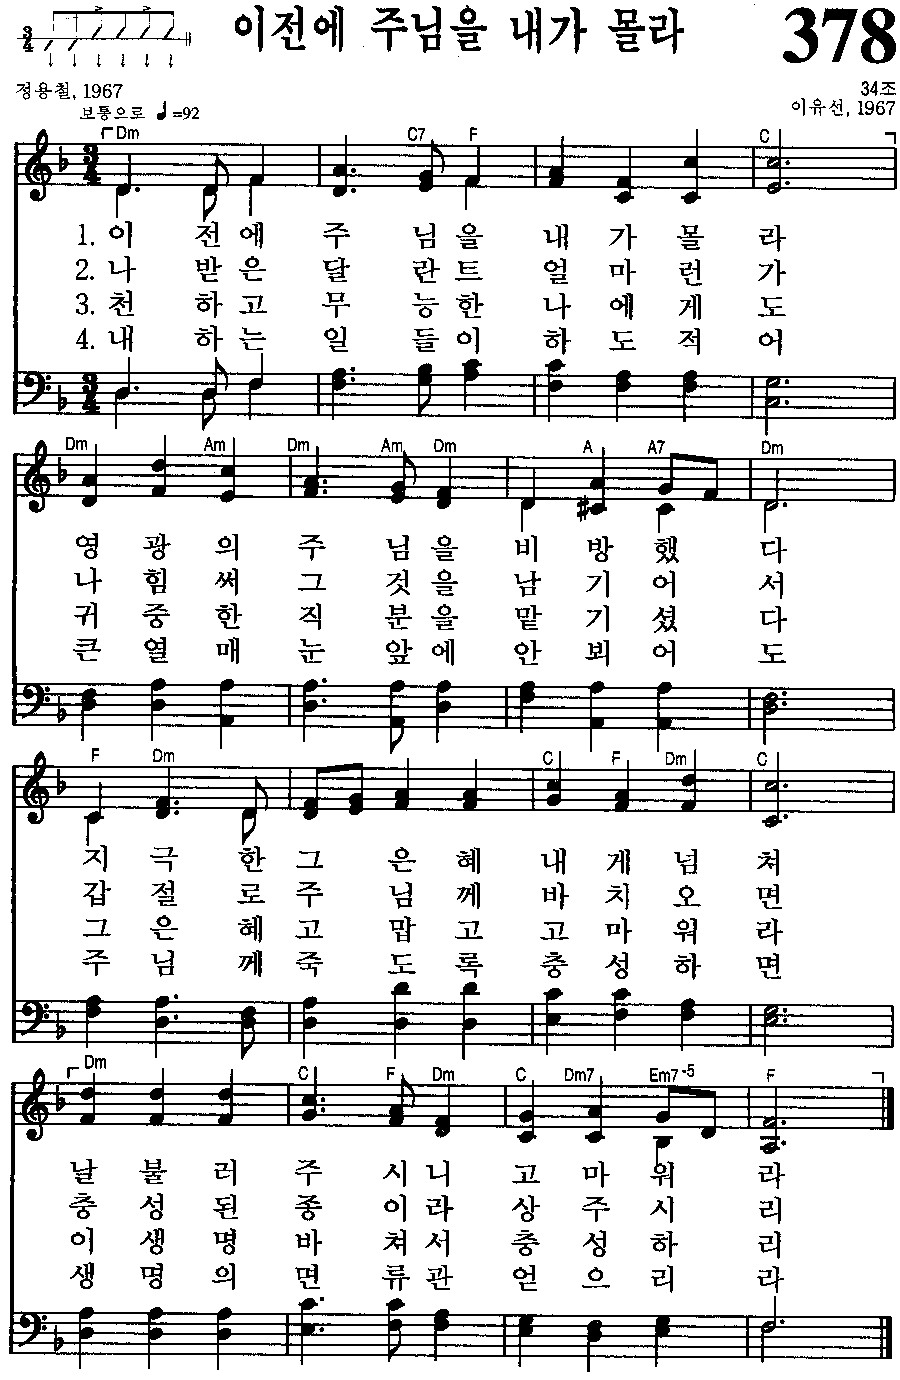 이전에 주님을 내가 몰라 378
정용철, 1967 34조
보통으로 ♩=92 이유선, 1967
Dm C7 F C
1. 이 전에 주 님을 내 가 몰 라
2. 나 받은 달 란트 얼 마 련 가
3. 천 하고 무 능한 나 에 게 도
4. 내 하는 일 들이 하 도 적 어
Dm Am Dm Am Dm A A7 Dm
영 광 의 주 님을 비 방 했 다
나 힘 써 그 것을 남 기 어 서
귀 중 한 직 분을 맡 기 셨 다
큰 열 매 눈 앞에 안 뵈 어 도
F Dm C F Dm C
지 극 한 그 은 혜 내 게 넘 쳐
갑 절 로 주 님 께 바 치 오 면
그 은 혜 고 맙 고 고 마 워 라
주 님 께 죽 도 록 충 성 하 면
Dm C F Dm C Dm7 Em7-5 F
날 불 러 주 시니 고 마 워 라
충 성 된 종 이라 상 주 시 리
이 생 명 바 쳐서 충 성 하 리
생 명 의 면 류관 얻 으 리 라